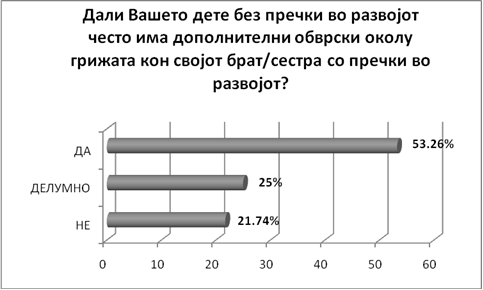 Дали Вашето дете без пречки во развојот
често има дополнителни обврски околу
грижата кон својот брат/сестра со пречки во
развојот?
ДА 53.26%
ДЕЛУМНО 25%
НЕ 21.74%
0 10 20 30 40 50 60